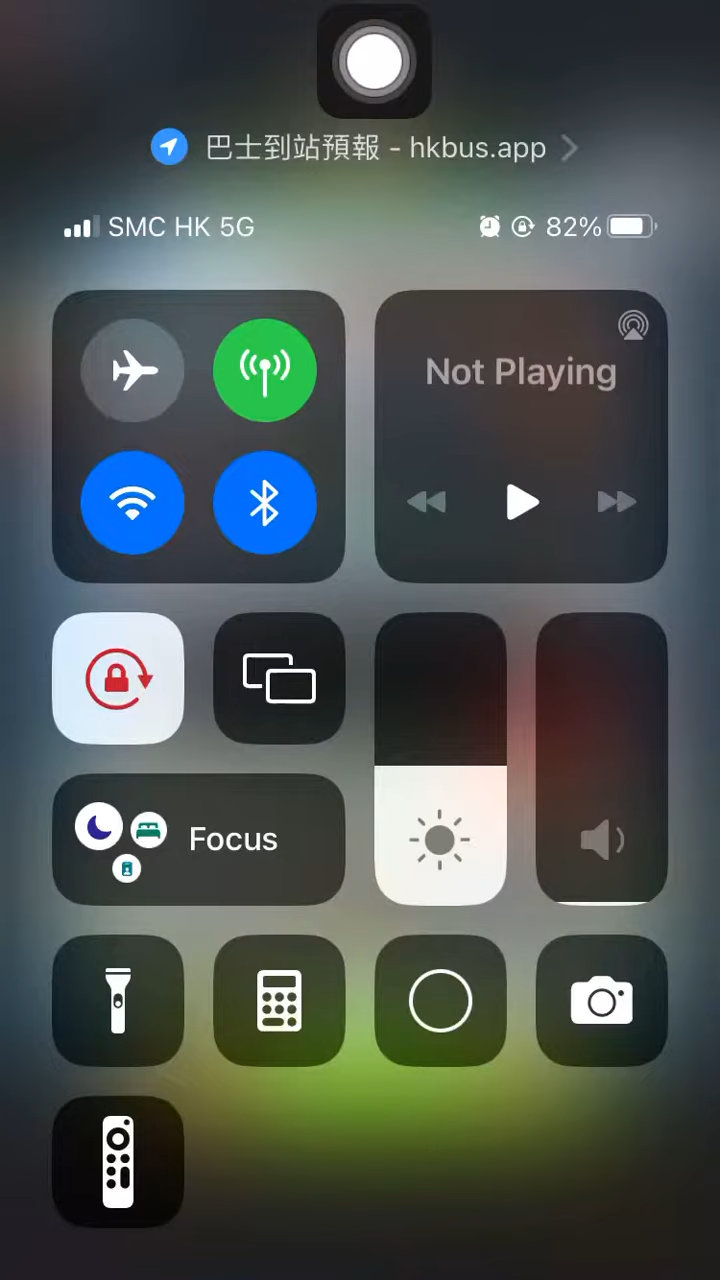 巴士到站預報 - hkbus.app
SMC HK 5G
82%
Not Playing
Focus